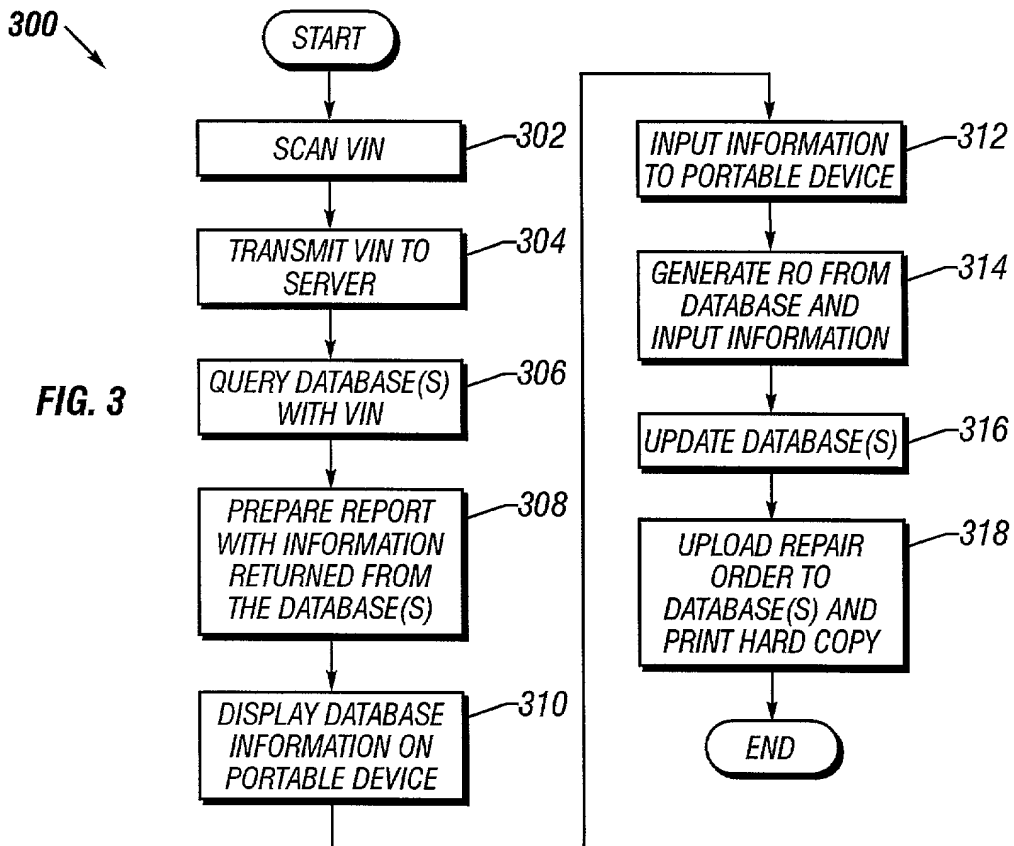 300
START
SCAN VIN
302
TRANSMIT VIN TO
SERVER
304
QUERY DATABASE(S)
WITH VIN
306
FIG. 3
PREPARE REPORT
WITH INFORMATION
RETURNED FROM
THE DATABASE(S)
308
DISPLAY DATABASE
INFORMATION ON
PORTABLE DEVICE
310
INPUT INFORMATION
TO PORTABLE DEVICE
312
GENERATE RO FROM
DATABASE AND
INPUT INFORMATION
314
UPDATE DATABASE(S)
316
UPLOAD REPAIR
ORDER TO
DATABASE(S) AND
PRINT HARD COPY
318
END